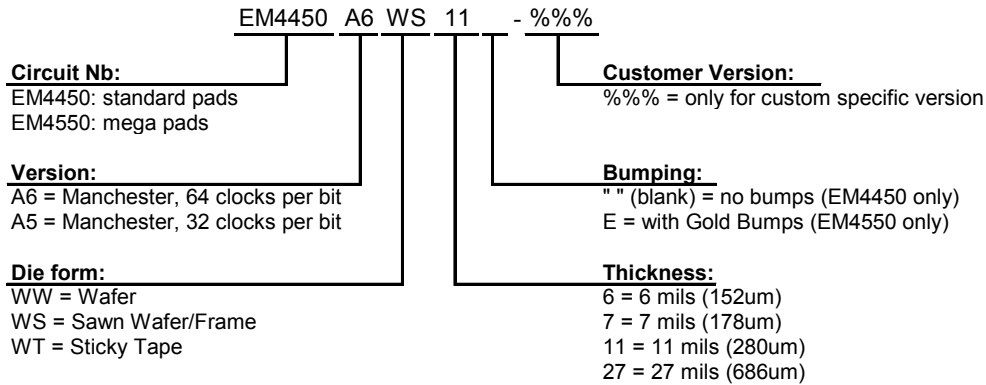 EM4450 A6 WS 11 - %%%
Circuit Nb:
EM4450: standard pads
EM4550: mega pads
Version:
A6 = Manchester, 64 clocks per bit
A5 = Manchester, 32 clocks per bit
Die form:
WW = Wafer
WS = Sawn Wafer/Frame
WT = Sticky Tape
Customer Version:
%%% = only for custom specific version
Bumping:
" " (blank) = no bumps (EM4450 only)
E = with Gold Bumps (EM4550 only)
Thickness:
6 = 6 mils (152um)
7 = 7 mils (178um)
11 = 11 mils (280um)
27 = 27 mils (686um)